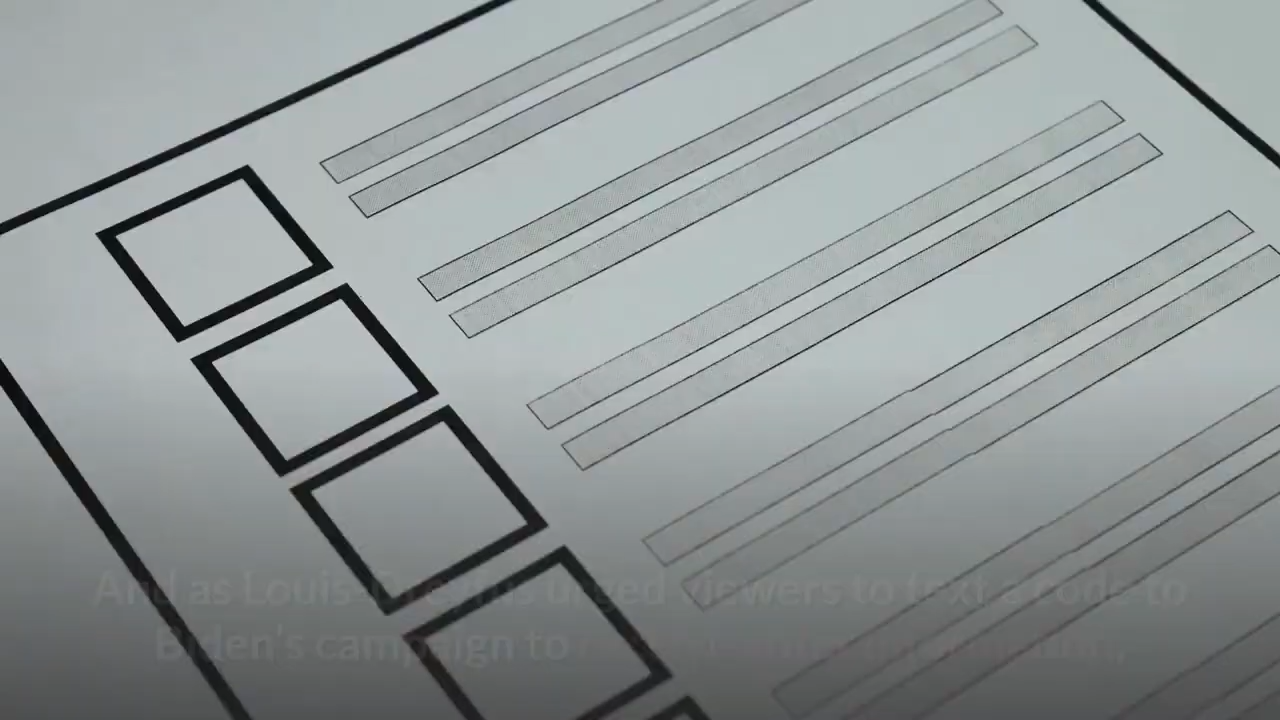 And as Louis-Dreyfus urged viewers to text a code to
Biden's campaign to